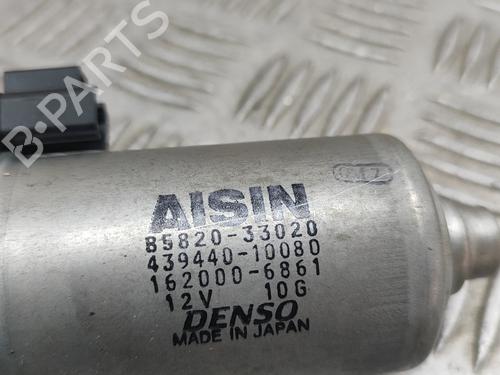 B-PARTS
AISIN
85820-33020
439440-10080
162000-6861
12V 10G
DENSO
MADE IN JAPAN